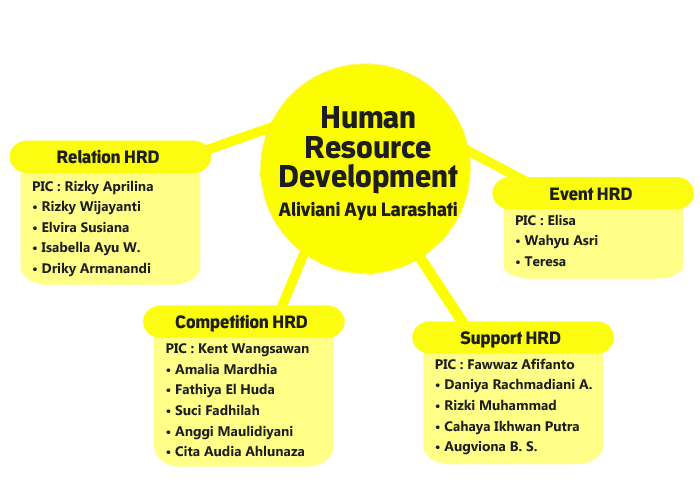 Human
Resource
Development
Aliviani Ayu Larashati
Relation HRD
PIC : Rizky Aprilina
• Rizky Wijayanti
• Elvira Susiana
• Isabella Ayu W.
• Driky Armanandi
Event HRD
PIC : Elisa
• Wahyu Asri
• Teresa
Competition HRD
PIC : Kent Wangsawan
• Amalia Mardhia
• Fathiya El Huda
• Suci Fadhilah
• Anggi Maulidiyani
• Cita Audia Ahlunaza
Support HRD
PIC : Fawwaz Afifanto
• Daniya Rachmadiani A.
• Rizki Muhammad
• Cahaya Ikhwan Putra
• Augviona B. S.